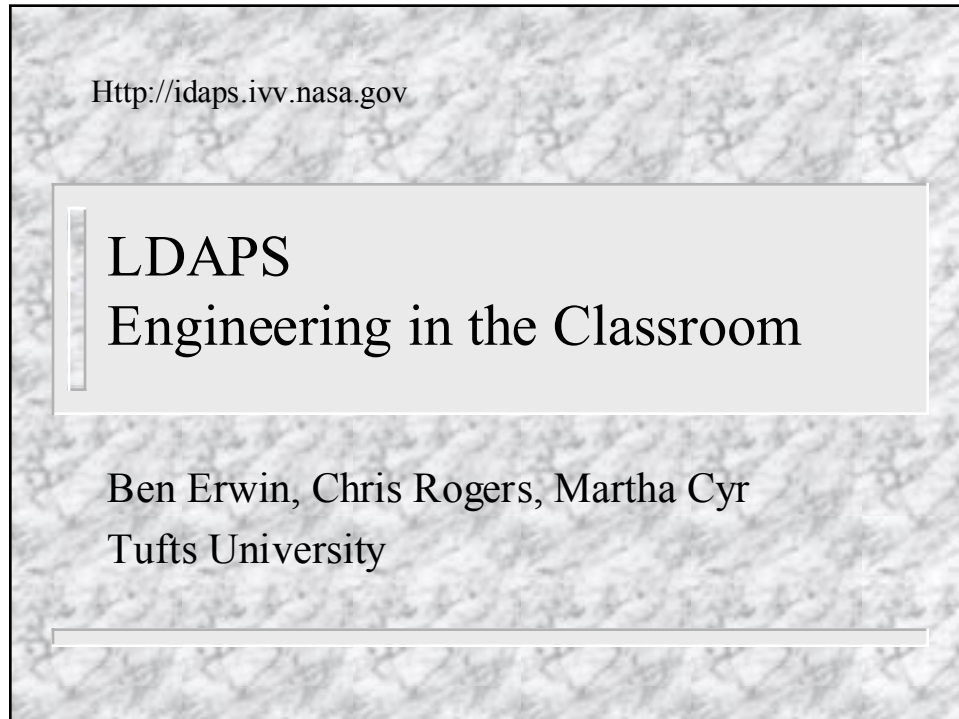 Http://idaps.ivv.nasa.gov
LDAPS
Engineering in the Classroom
Ben Erwin, Chris Rogers, Martha Cyr
Tufts University